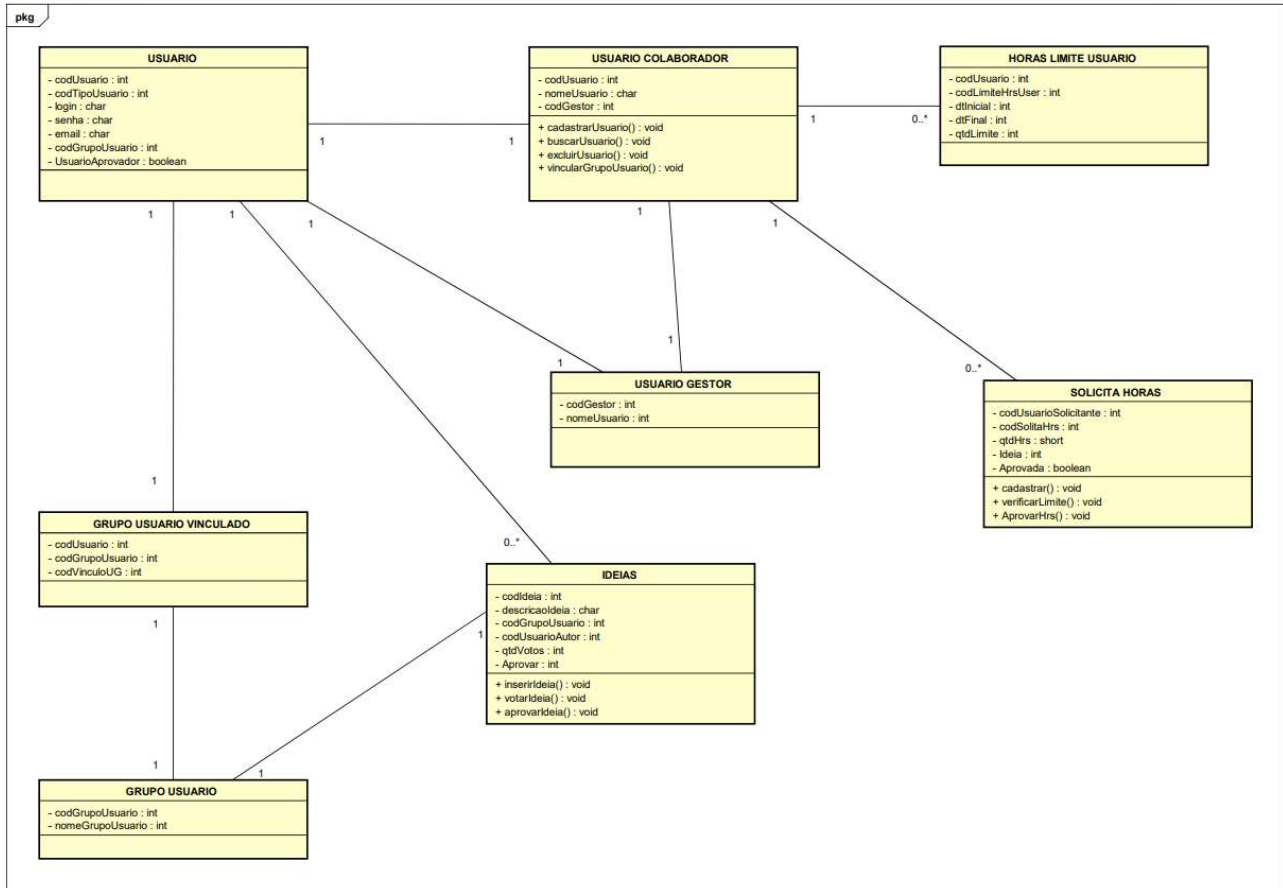 pkg
USUARIO
- codUsuario : int
- codTipoUsuario : int
- login : char
- senha : char
- email : char
- codGrupoUsuario : int
- UsuarioAprovador : boolean
USUARIO COLABORADOR
- codUsuario : int
- nomeUsuario : char
- codGestor : int
+ cadastrarUsuario() : void
+ buscarUsuario() : void
+ excluirUsuario() : void
+ vincularGrupoUsuario() : void
HORAS LIMITE USUARIO
- codUsuario : int
- codLimiteHrsUser : int
- dtInicial : int
- dtFinal : int
- qtdLimite : int
1
1
1
0..*
1
1
1
1
1
1
1
0..*
USUARIO GESTOR
- codGestor : int
- nomeUsuario : int
SOLICITA HORAS
- codUsuarioSolicitante : int
- codSolitaHrs : int
- qtdHrs : short
- Ideia : int
- Aprovada : boolean
+ cadastrar() : void
+ verificarLimite() : void
+ AprovarHrs() : void
1
GRUPO USUARIO VINCULADO
- codUsuario : int
- codGrupoUsuario : int
- codVinculoUG : int
0..*
IDEIAS
- codIdeia : int
- descricaoIdeia : char
- codGrupoUsuario : int
- codUsuarioAutor : int
- qtdVotos : int
- Aprovar : int
+ inserirIdeia() : void
+ votarIdeia() : void
+ aprovarIdeia() : void
1
1
1
1
GRUPO USUARIO
- codGrupoUsuario : int
- nomeGrupoUsuario : int